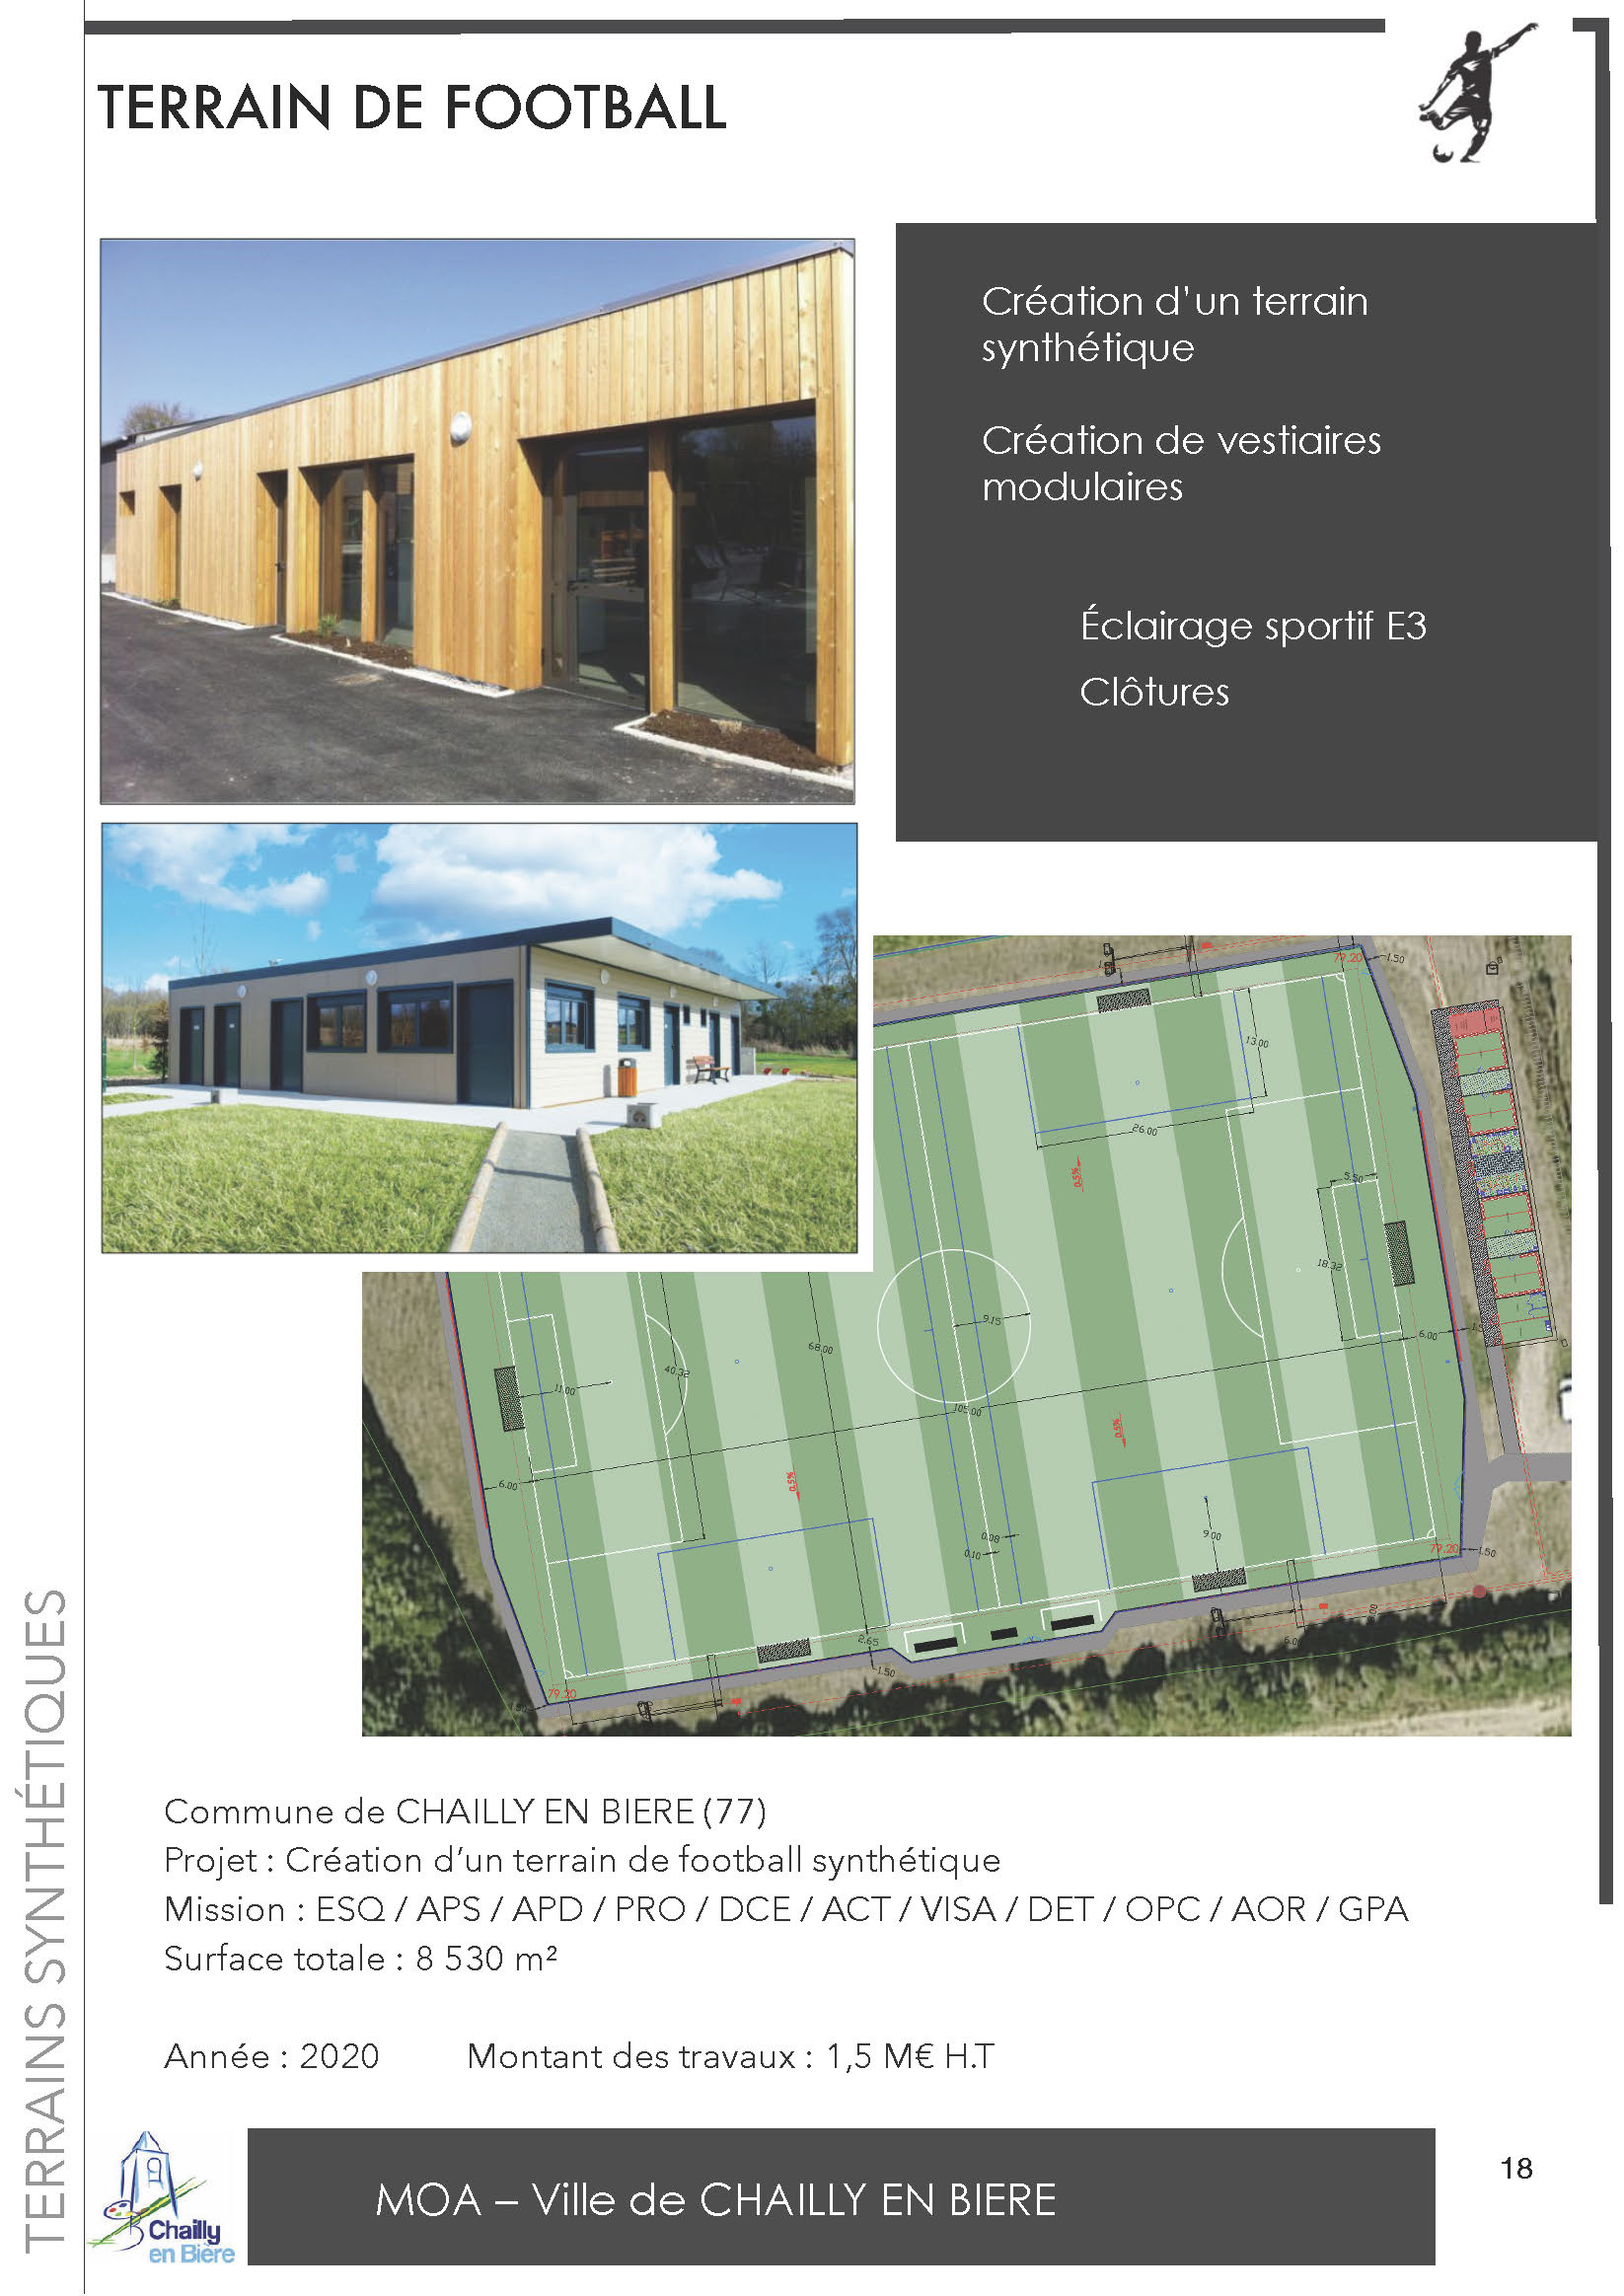 TERRAIN DE FOOTBALL
Création d'un terrain
synthétique
Création de vestiaires
modulaires
Éclairage sportif E3
Clôtures
79.20
1.50
13.00
26.00
0.5%
5.50
18.32
9.15
68.00
40.32
11.00
105.00
6.00
1.5
6.00
0.5%
0.5%
0.08
0.10
9.00
79.20
1.50
2.65
1.50
79.20
TERRAINS SYNTHÉTIQUES
Commune de CHAILLY EN BIERE (77)
Projet : Création d'un terrain de football synthétique
Mission : ESQ / APS / APD / PRO / DCE / ACT / VISA / DET / OPC / AOR / GPA
Surface totale : 8 530 m²
Année : 2020 Montant des travaux : 1,5 M€ H.T
Chailly
en Bière
MOA – Ville de CHAILLY EN BIERE
18